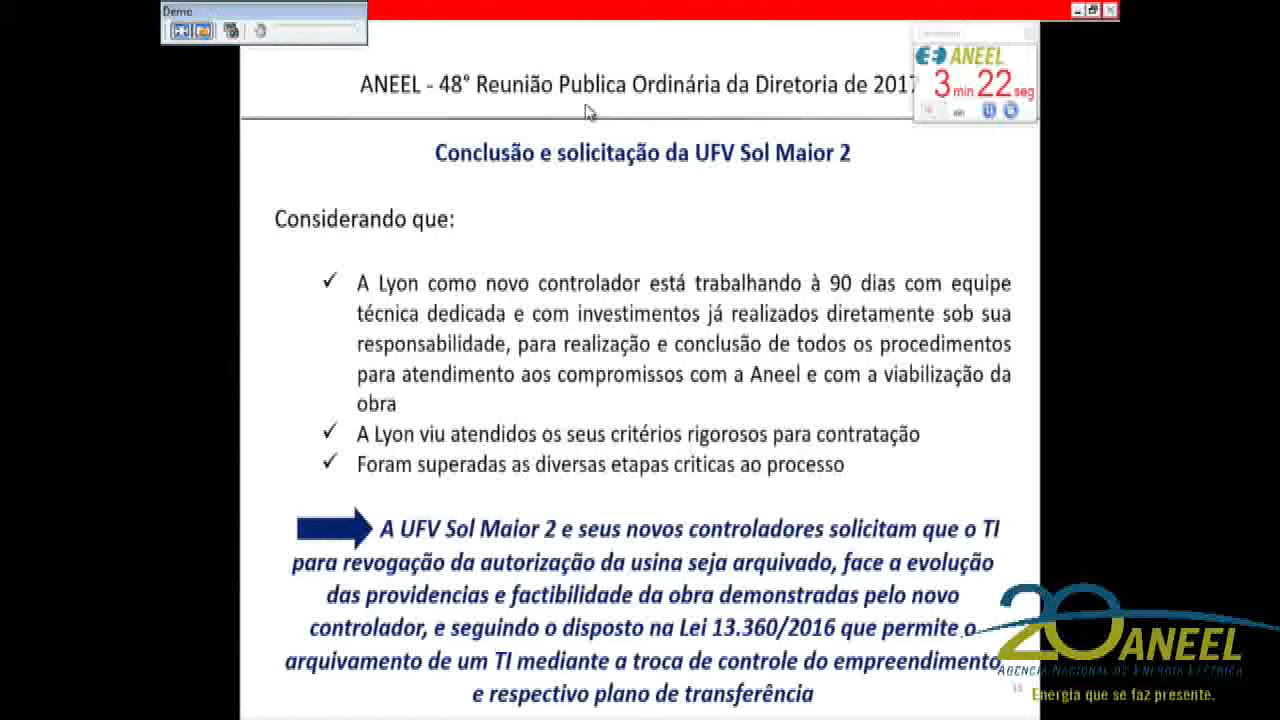 Demo
ANEEL
3 min 22 seg
ANEEL - 48° Reunião Publica Ordinária da Diretoria de 2017
Conclusão e solicitação da UFV Sol Maior 2
Considerando que:
✓ A Lyon como novo controlador está trabalhando à 90 dias com equipe
técnica dedicada e com investimentos já realizados diretamente sob sua
responsabilidade, para realização e conclusão de todos os procedimentos
para atendimento aos compromissos com a Aneel e com a viabilização da
obra
✓ A Lyon viu atendidos os seus critérios rigorosos para contratação
✓ Foram superadas as diversas etapas criticas ao processo
A UFV Sol Maior 2 e seus novos controladores solicitam que o TI
para revogação da autorização da usina seja arquivado, face a evolução
das providencias e factibilidade da obra demonstradas pelo novo
controlador, e seguindo o disposto na Lei 13.360/2016 que permite o
arquivamento de um TI mediante a troca de controle do empreendimento
e respectivo plano de transferência
20 ANEEL
AGÊNCIA NACIONAL DE ENERGIA ELÉTRICA
Energia que se faz presente.